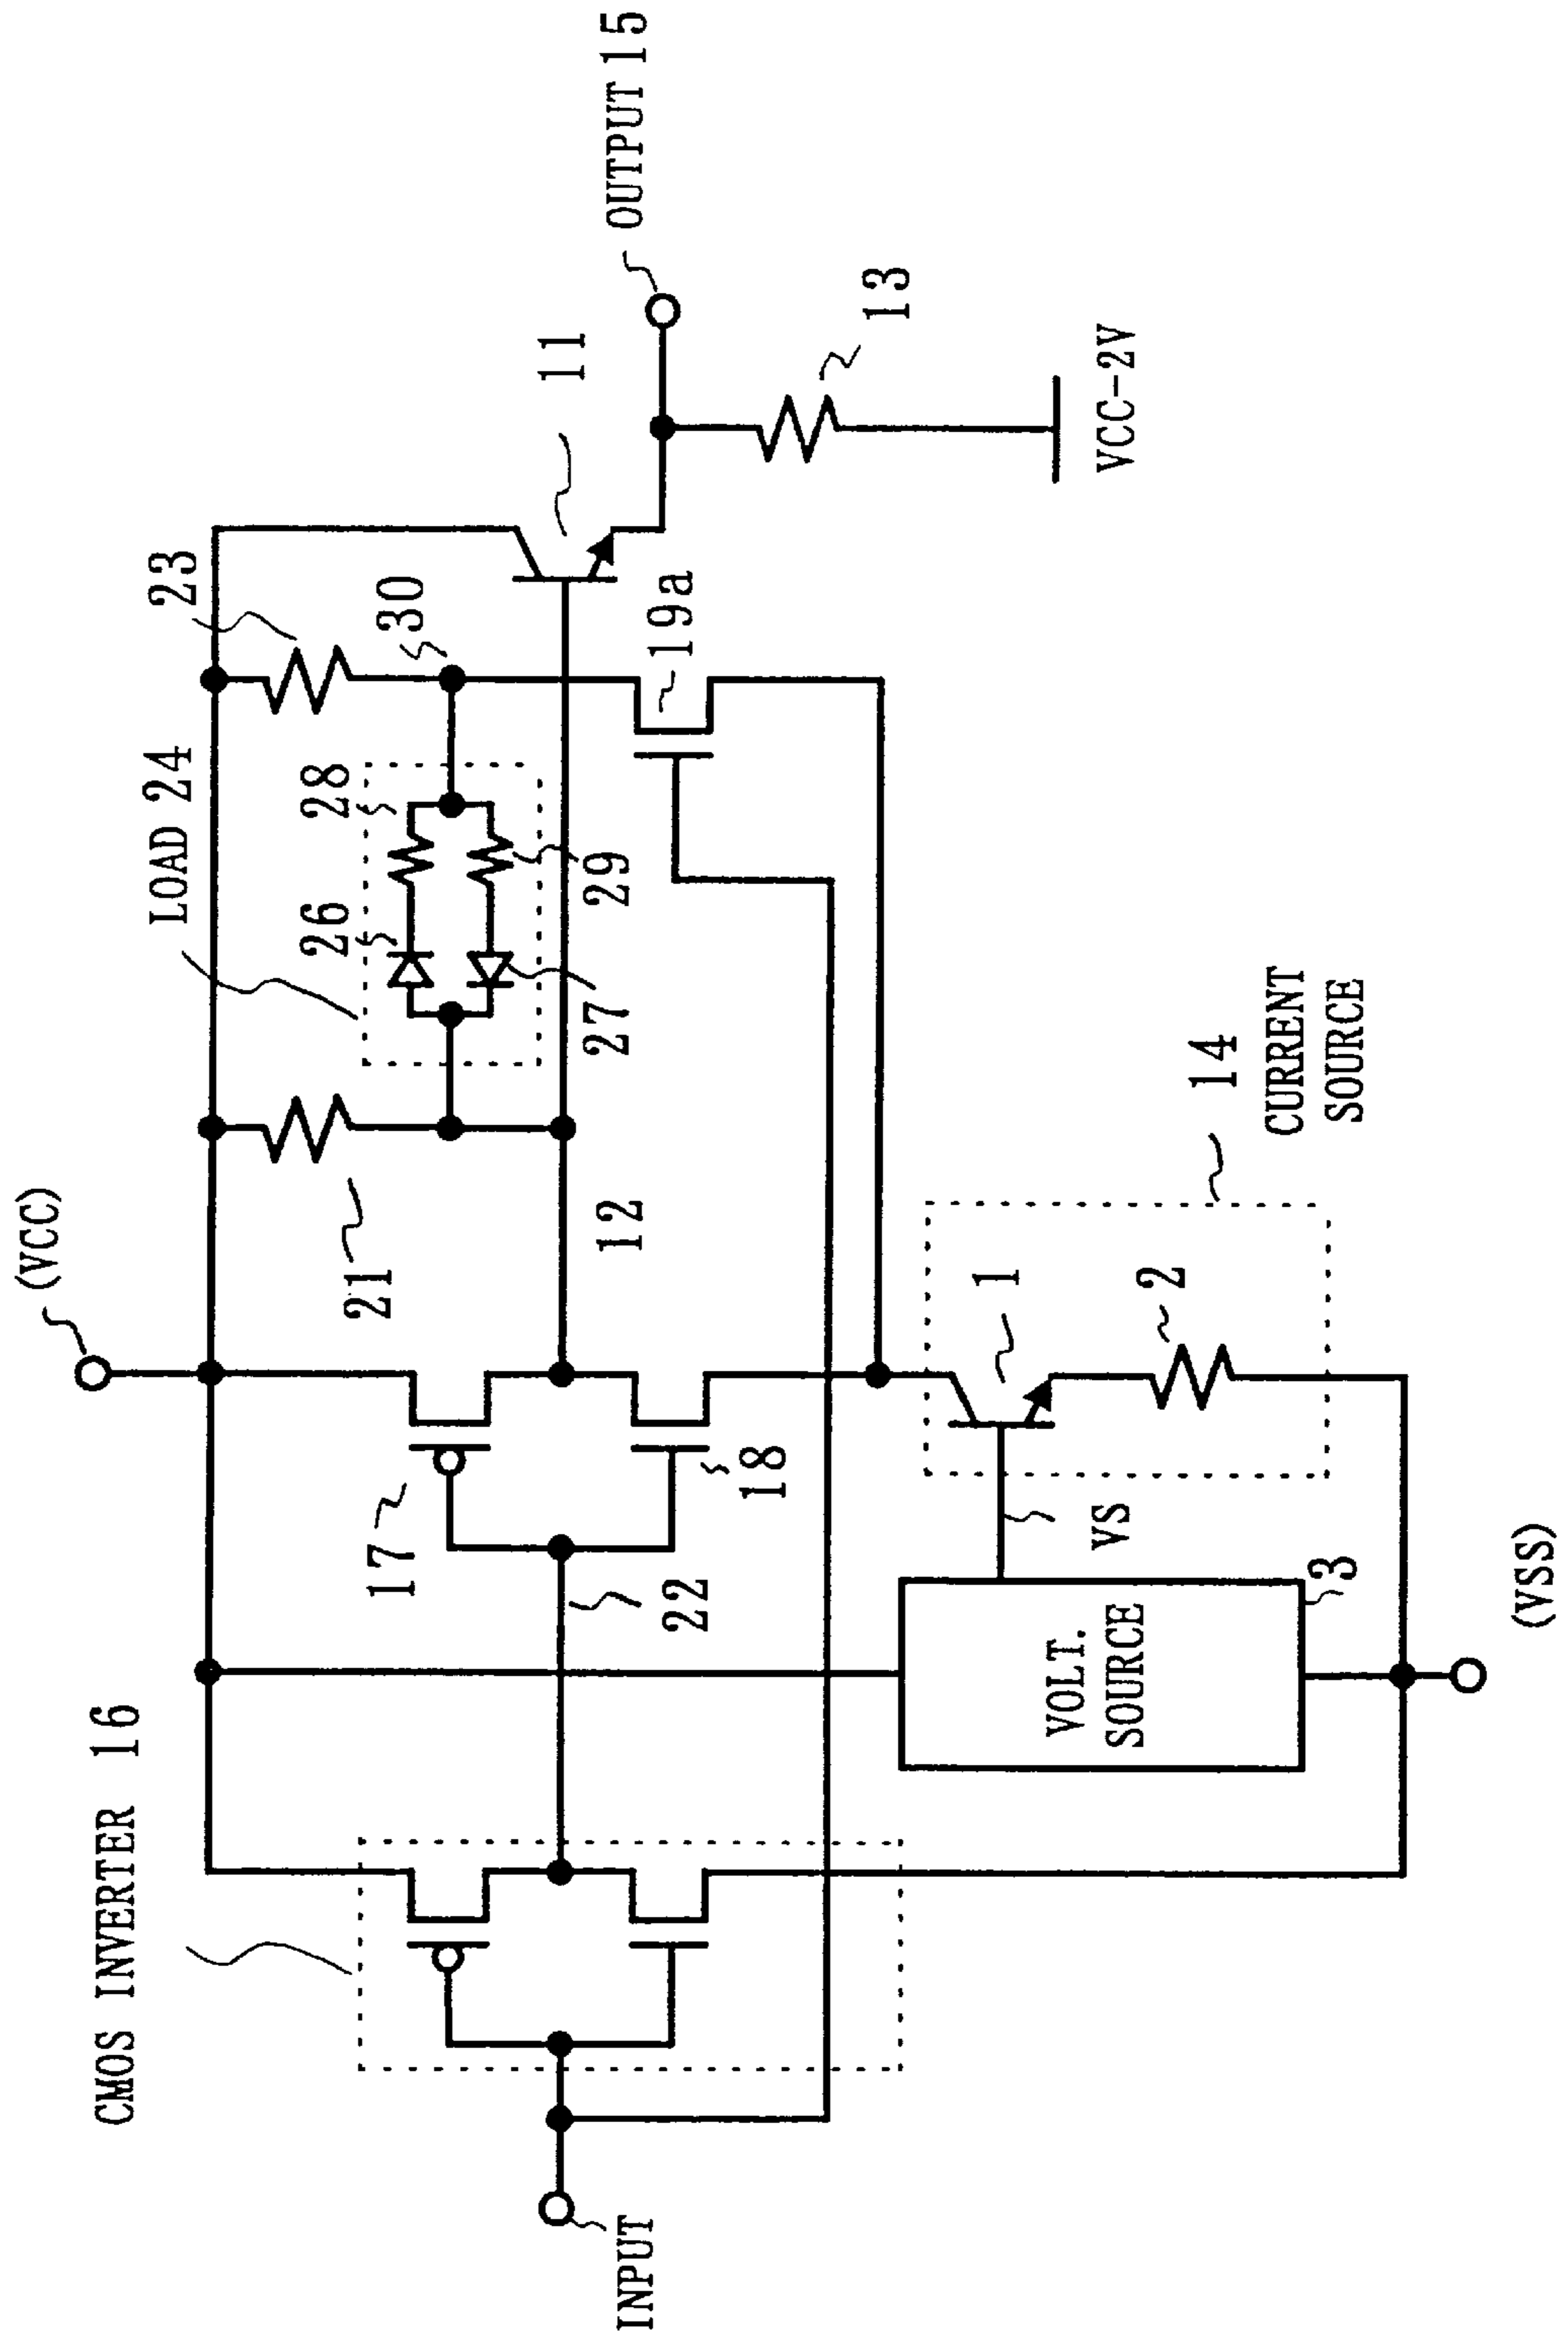 (VCC)
CMOS INVERTER 16
LOAD 24
23
21
26
28
30
11
OUTPUT 15
17
22
18
12
27
29
19a
13
VCC-2V
INPUT
VOLT.
SOURCE
3
VS
1
2
14
CURRENT
SOURCE
(VSS)